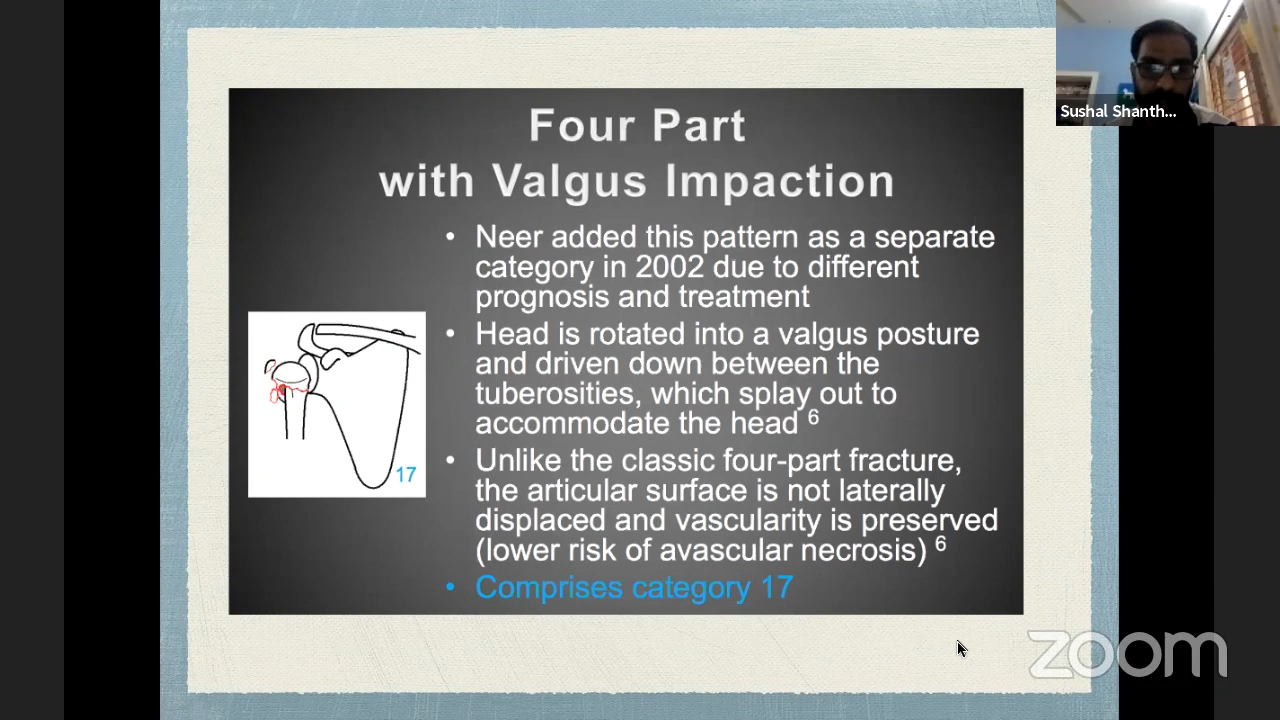 Sushal Shanth...
Four Part
with Valgus Impaction
• Neer added this pattern as a separate
category in 2002 due to different
prognosis and treatment
• Head is rotated into a valgus posture
and driven down between the
tuberosities, which splay out to
accommodate the head 6
• Unlike the classic four-part fracture,
the articular surface is not laterally
displaced and vascularity is preserved
(lower risk of avascular necrosis) 6
• Comprises category 17
17
zoom